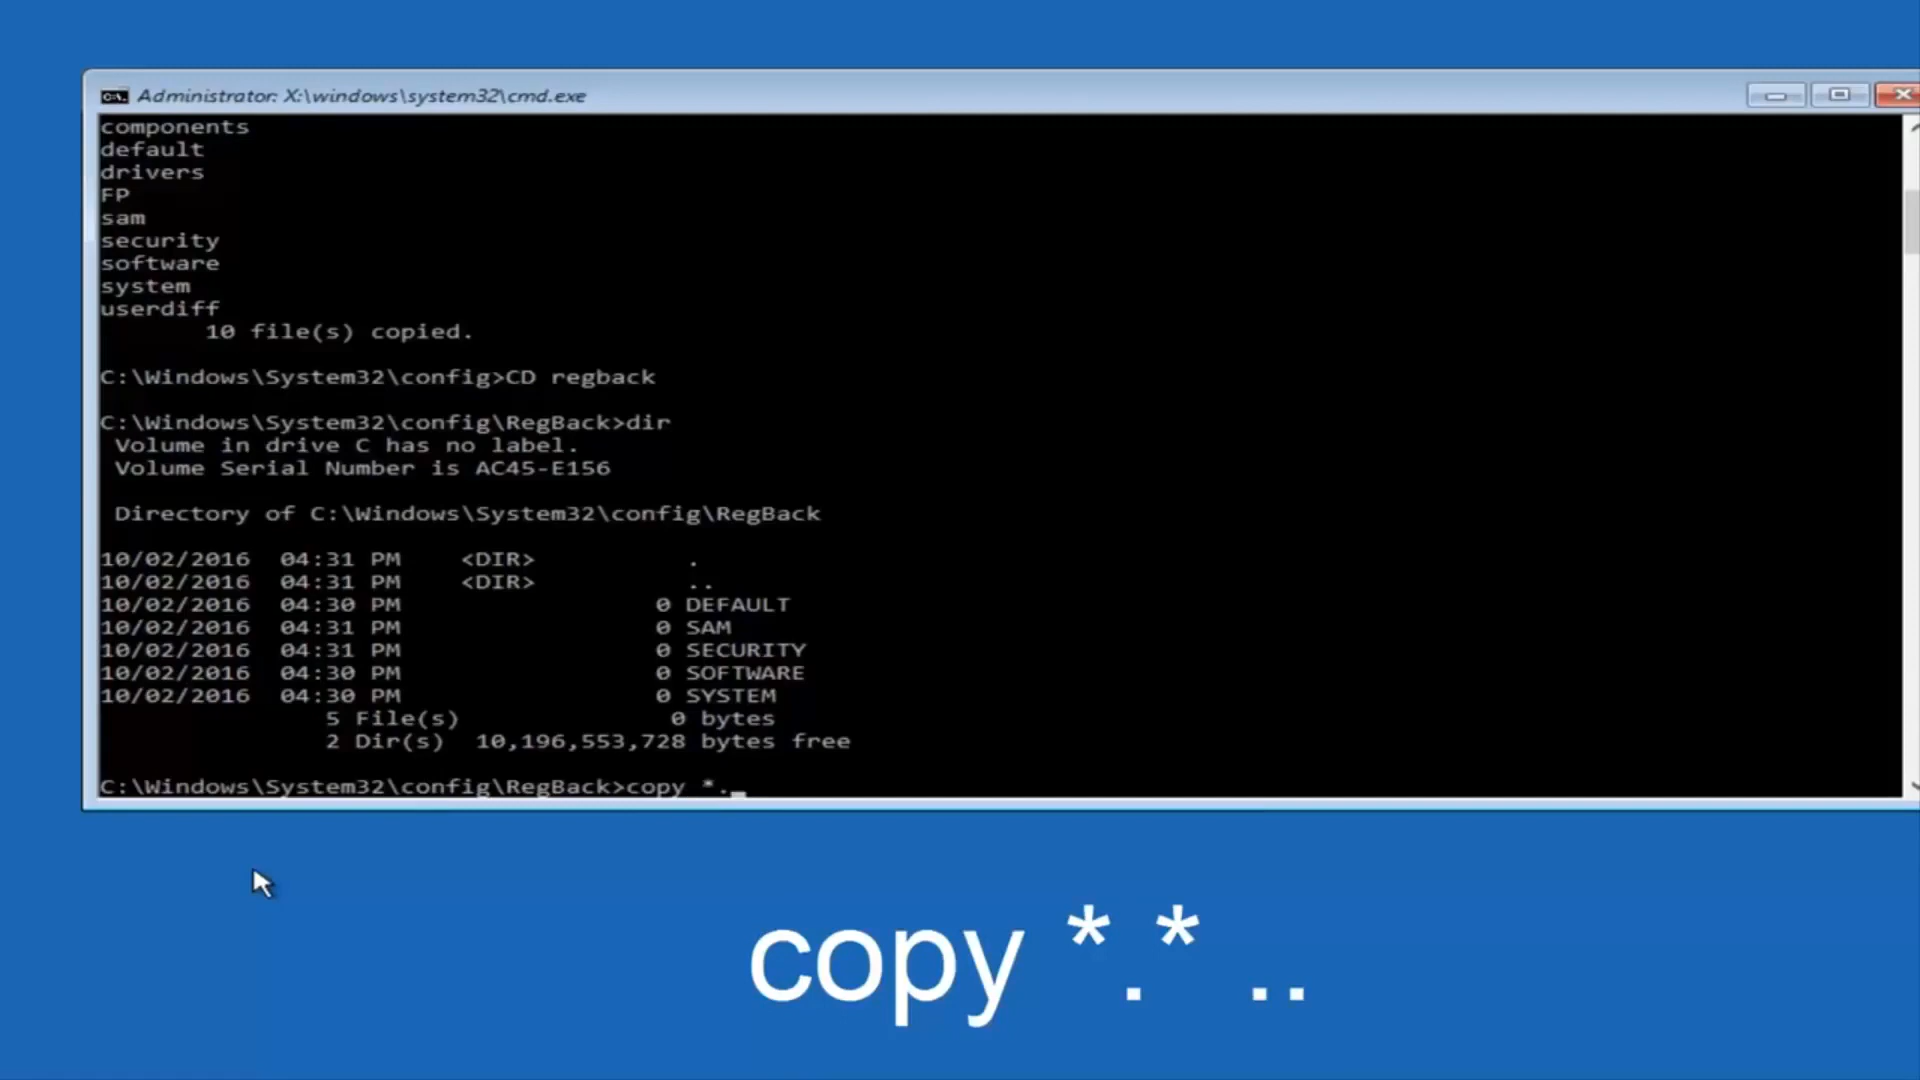 Administrator: X:\windows\system32\cmd.exe
components
default
drivers
FP
sam
security
software
system
userdiff
10 file(s) copied.
C:\Windows\System32\config>CD regback
C:\Windows\System32\config\RegBack>dir
Volume in drive C has no label.
Volume Serial Number is AC45-E156
Directory of C:\Windows\System32\config\RegBack
10/02/2016  04:31 PM    <DIR>          .
10/02/2016  04:31 PM    <DIR>          ..
10/02/2016  04:30 PM                 0 DEFAULT
10/02/2016  04:31 PM                 0 SAM
10/02/2016  04:31 PM                 0 SECURITY
10/02/2016  04:30 PM                 0 SOFTWARE
10/02/2016  04:30 PM                 0 SYSTEM
5 File(s)              0 bytes
2 Dir(s)  10,196,553,728 bytes free
C:\Windows\System32\config\RegBack>copy *._
copy *.* ..